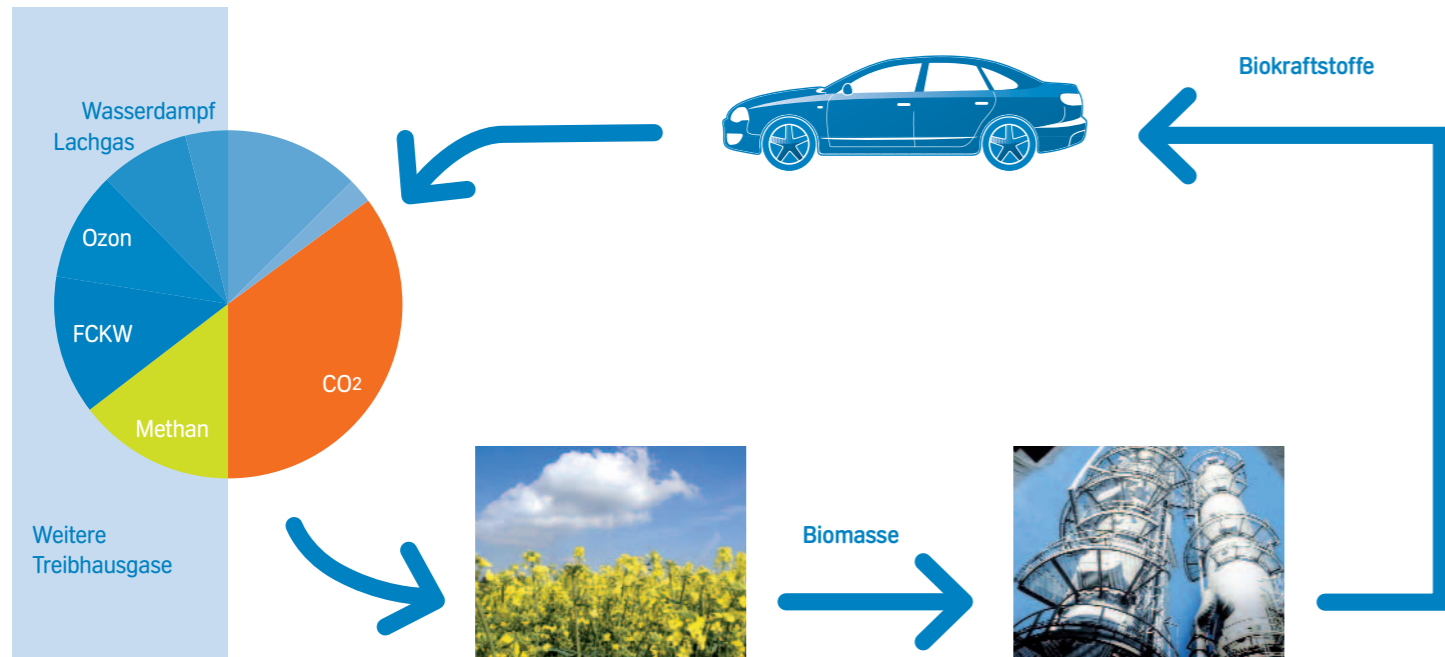 Biokraftstoffe
Wasserdampf
Lachgas
Ozon
FCKW
CO2
Methan
Weitere
Treibhausgase
Biomasse